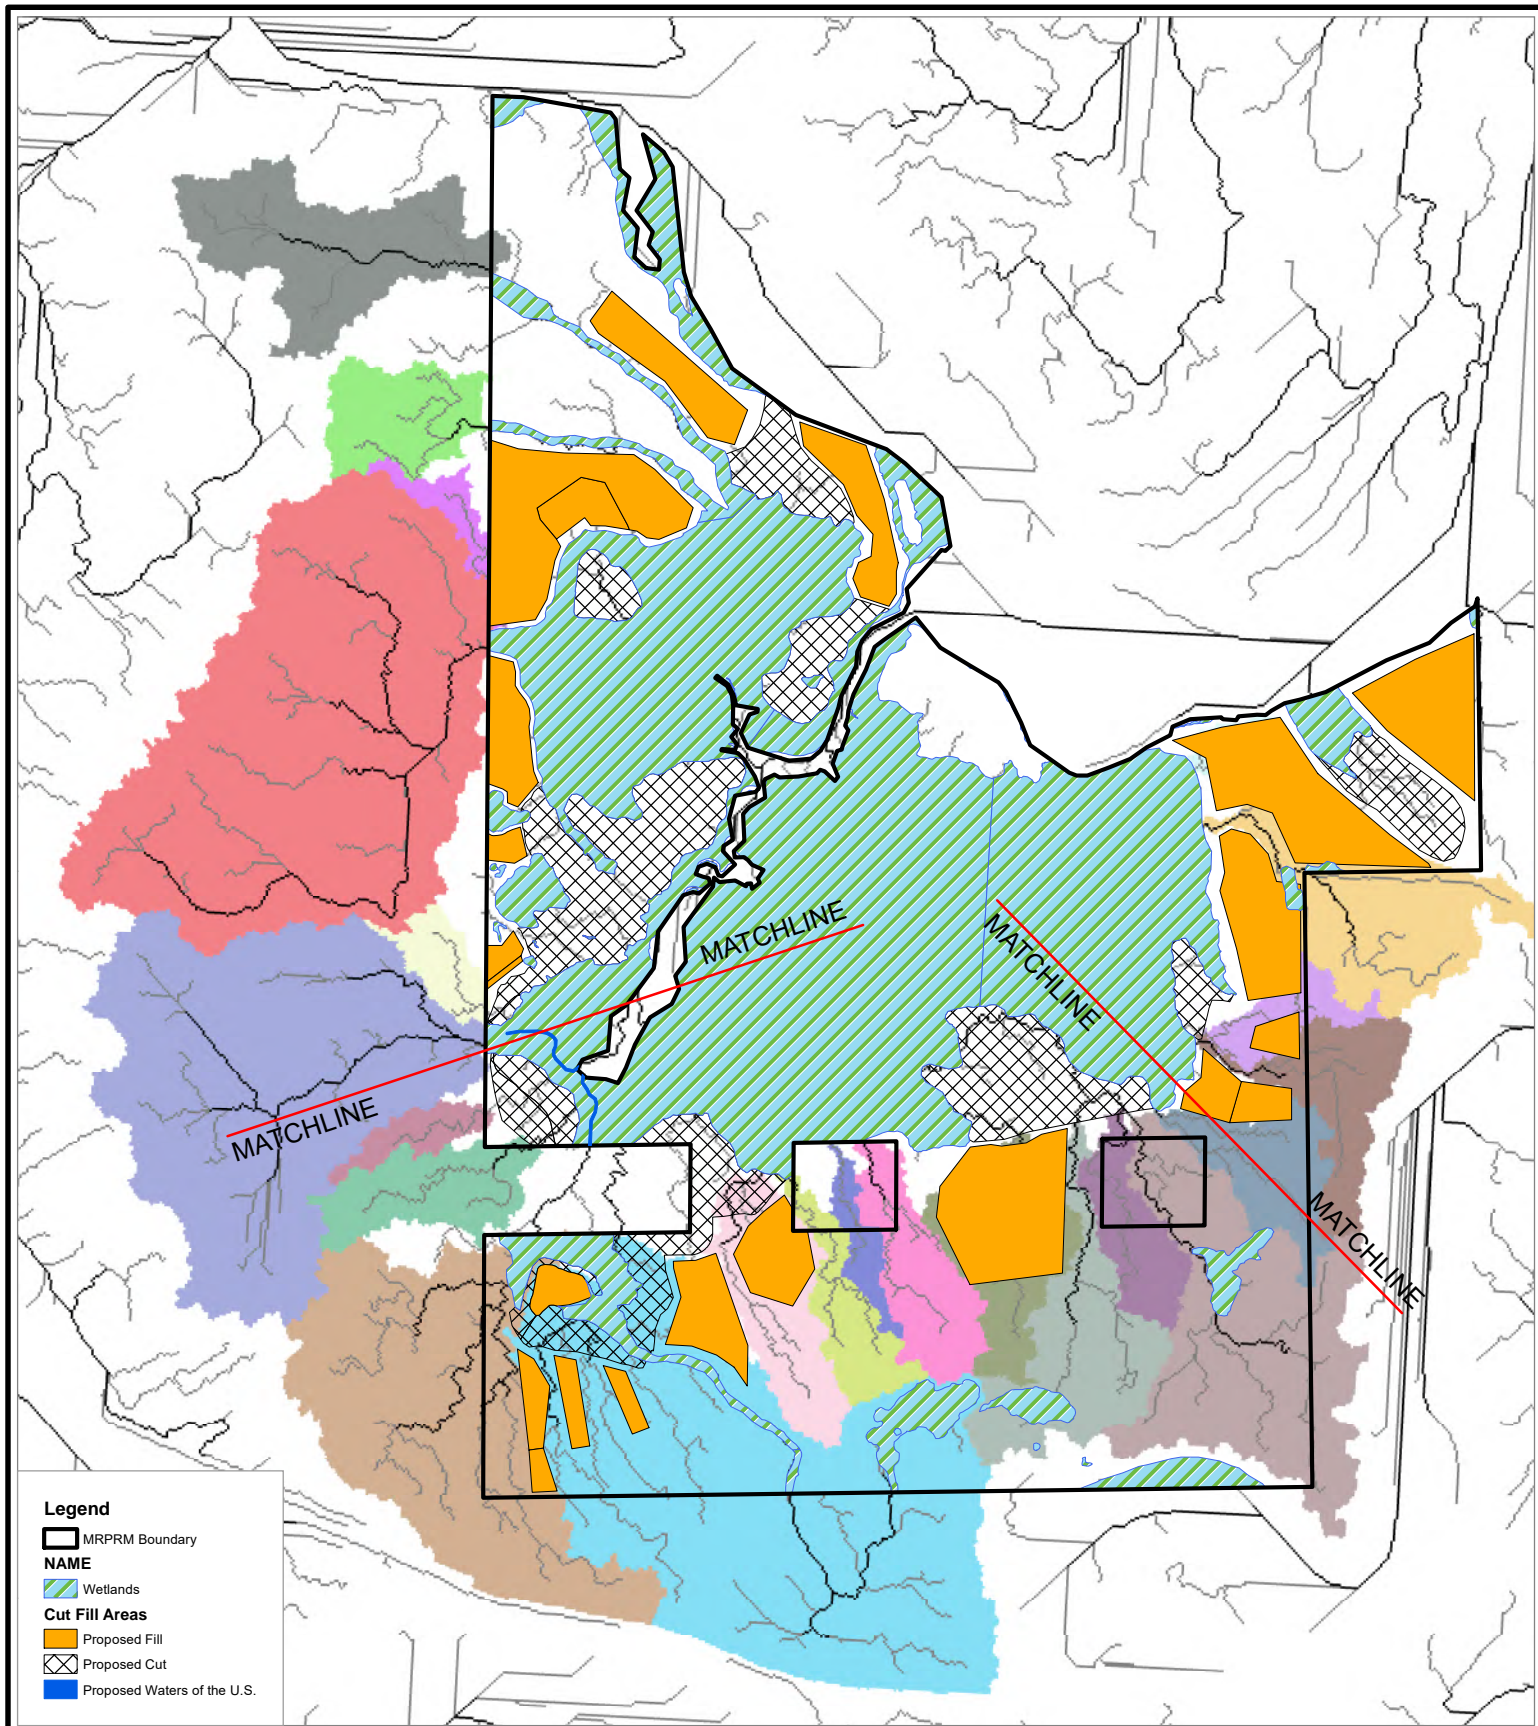 MATCHLINE
MATCHLINE
MATCHLINE
MATCHLINE
Legend
MRPRM Boundary
NAME
Wetlands
Cut Fill Areas
Proposed Fill
Proposed Cut
Proposed Waters of the U.S.